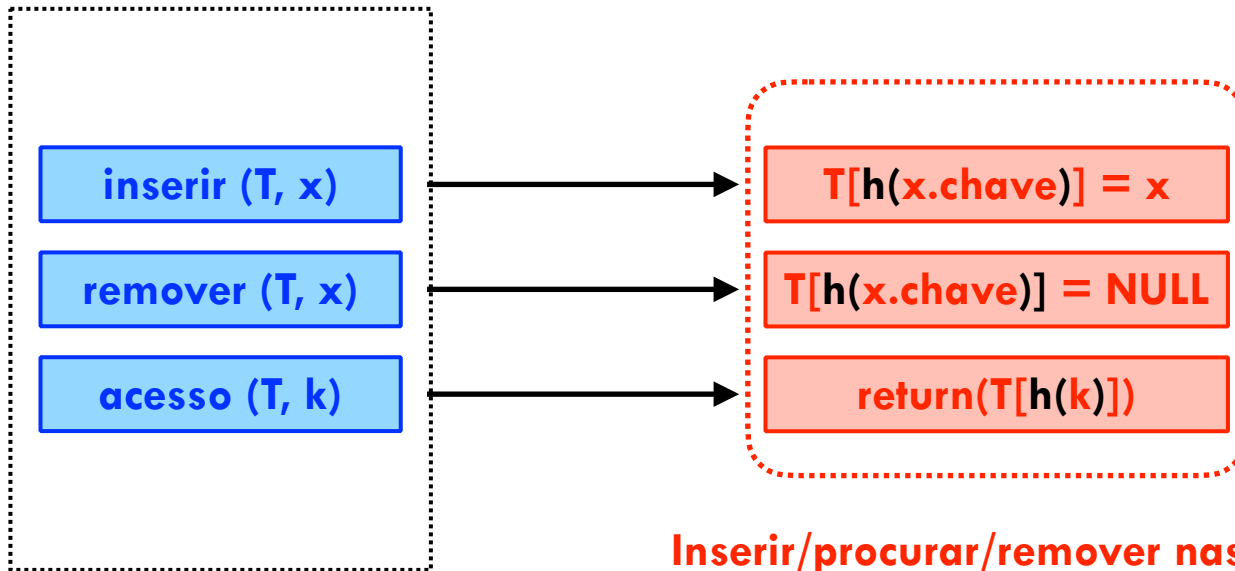 inserir (T, x)
T[h(x.chave)] = x
remover (T, x)
T[h(x.chave)] = NULL
acesso (T, k)
return(T[h(k)])
Inserir/procurar/remover nas